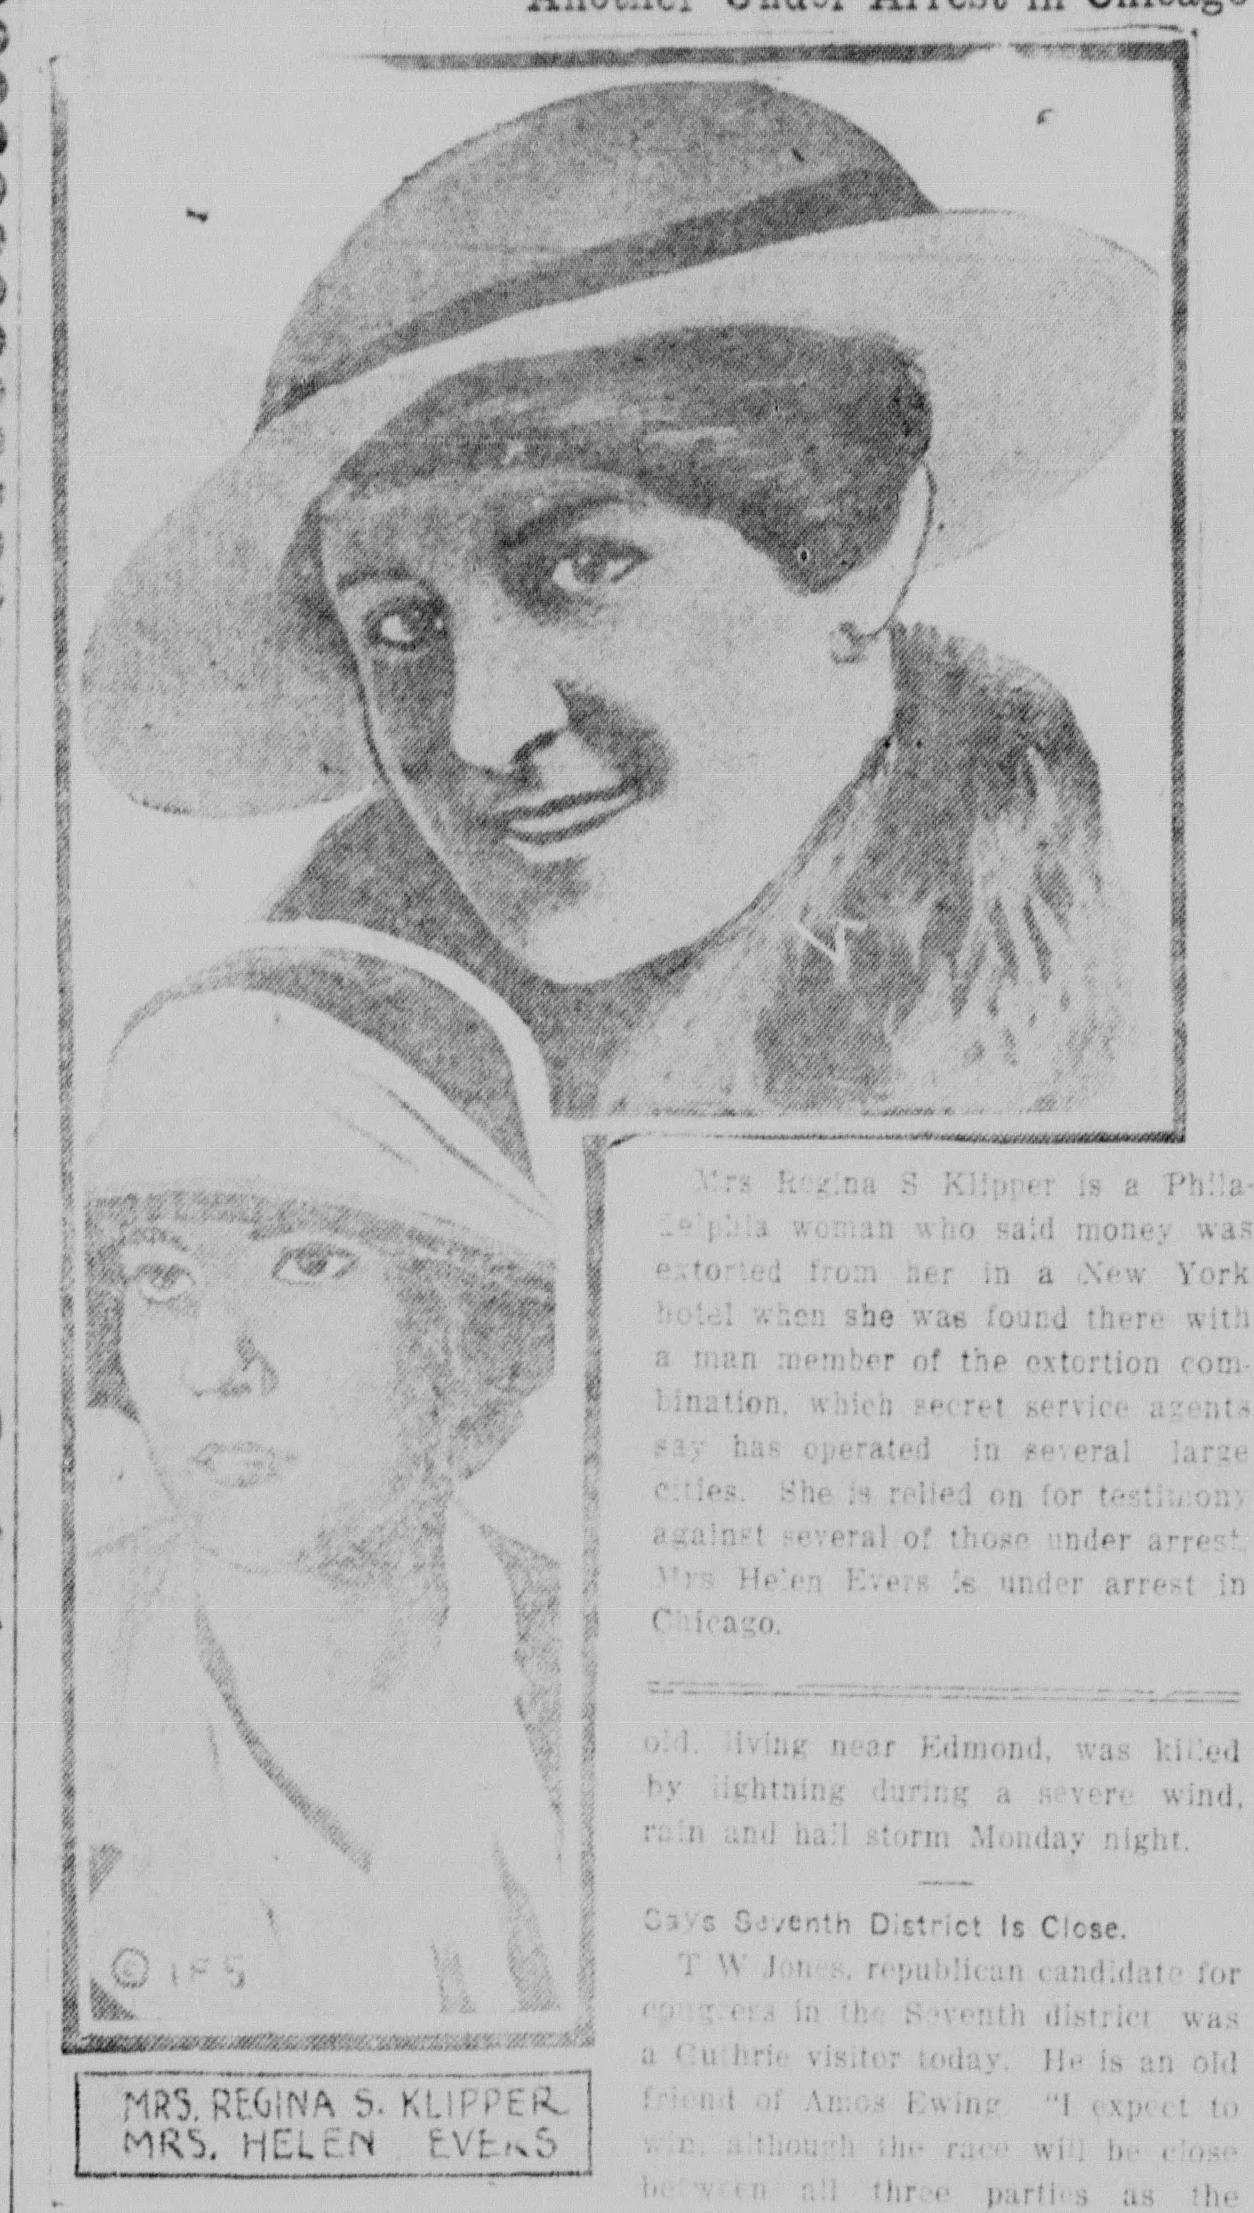 Another Under Arrest in Chicago
Mrs Regina S Klipper is a Phila-
delphia woman who said money was
extorted from her in a New York
hotel when she was found there with
a man member of the extortion com-
bination, which secret service agents
say has operated in several large
cities. She is relied on for testimony
against several of those under arrest.
Mrs Helen Evers is under arrest in
Chicago.
old, living near Edmond, was killed
by lightning during a severe wind,
rain and hail storm Monday night.
Says Seventh District Is Close.
T W Jones, republican candidate for
congress in the Seventh district was
a Guthrie visitor today. He is an old
friend of Amos Ewing "I expect to
win, although the race will be close
between all three parties as the
© IFS
MRS. REGINA S. KLIPPER
MRS. HELEN EVERS